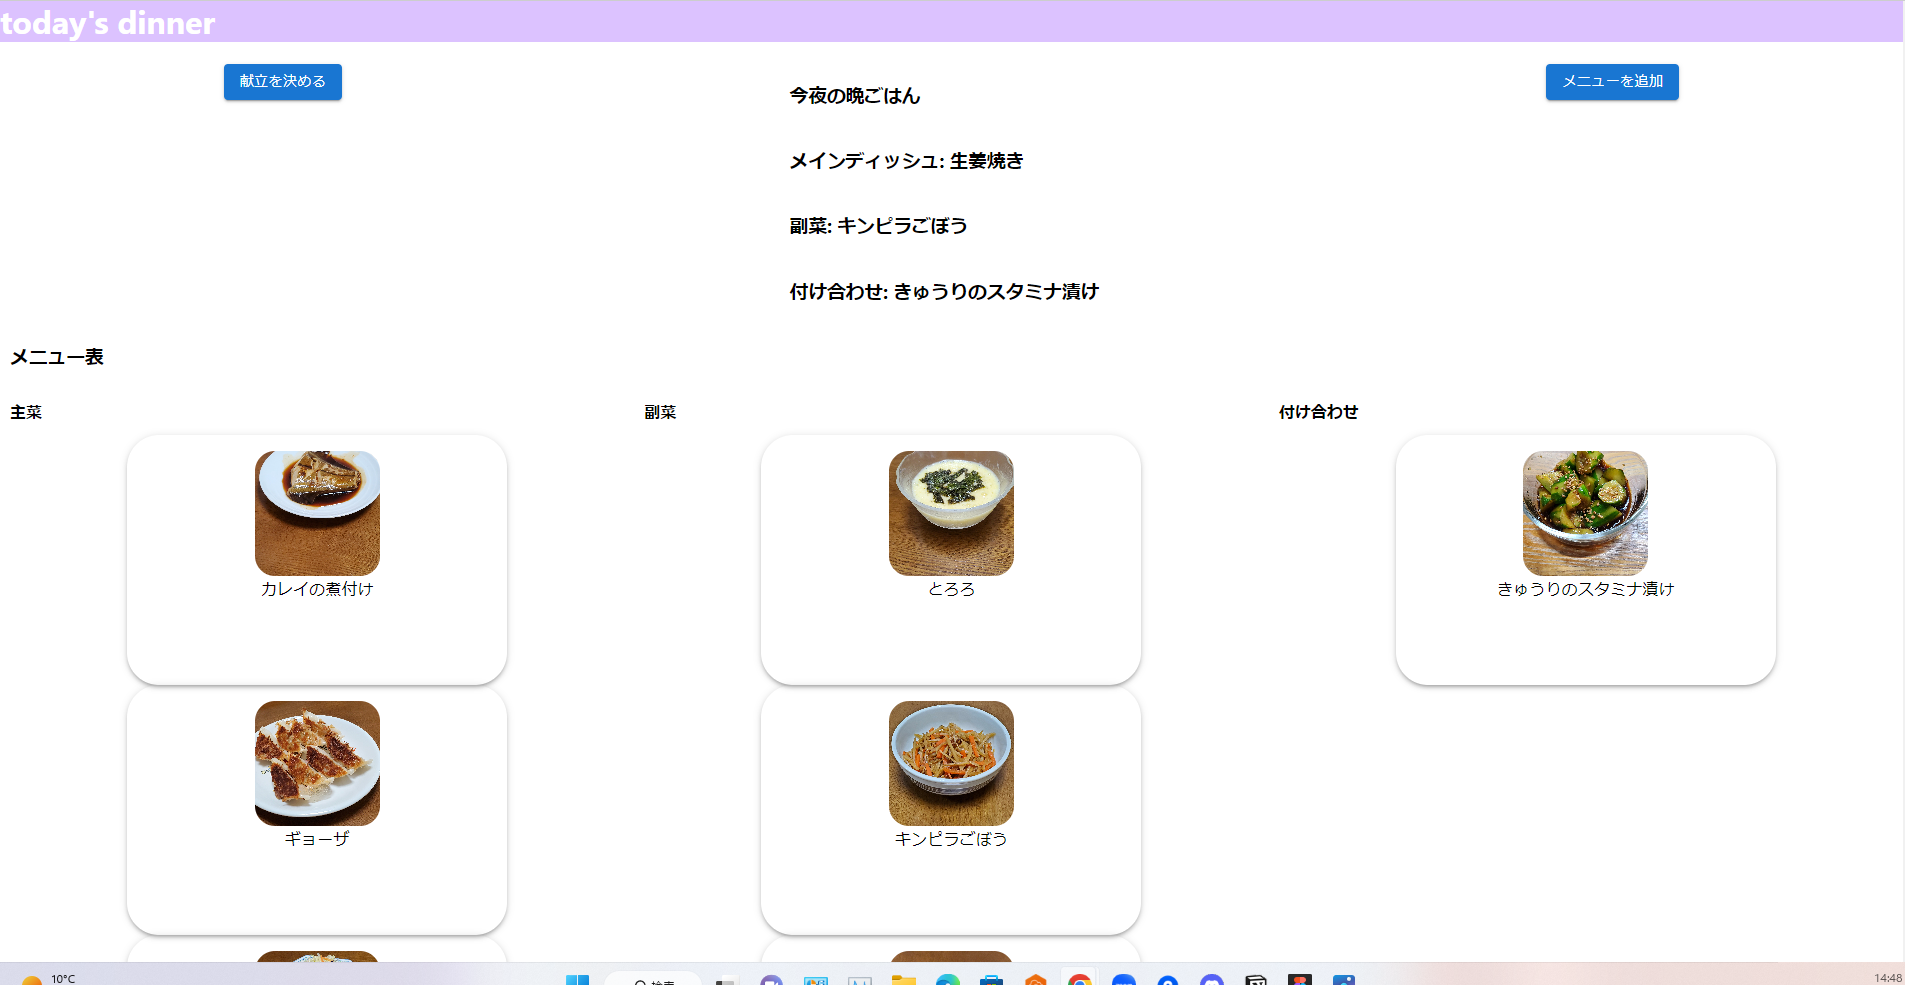 today's dinner
献立を決める
メニューを追加
今夜の晩ごはん
メインディッシュ: 生姜焼き
副菜: キンピラごぼう
付け合わせ: きゅうりのスタミナ漬け
メニュー表
主菜
副菜
付け合わせ
カレイの煮付け
とろろ
きゅうりのスタミナ漬け
ギョーザ
キンピラごぼう
10°C
検索
14:48